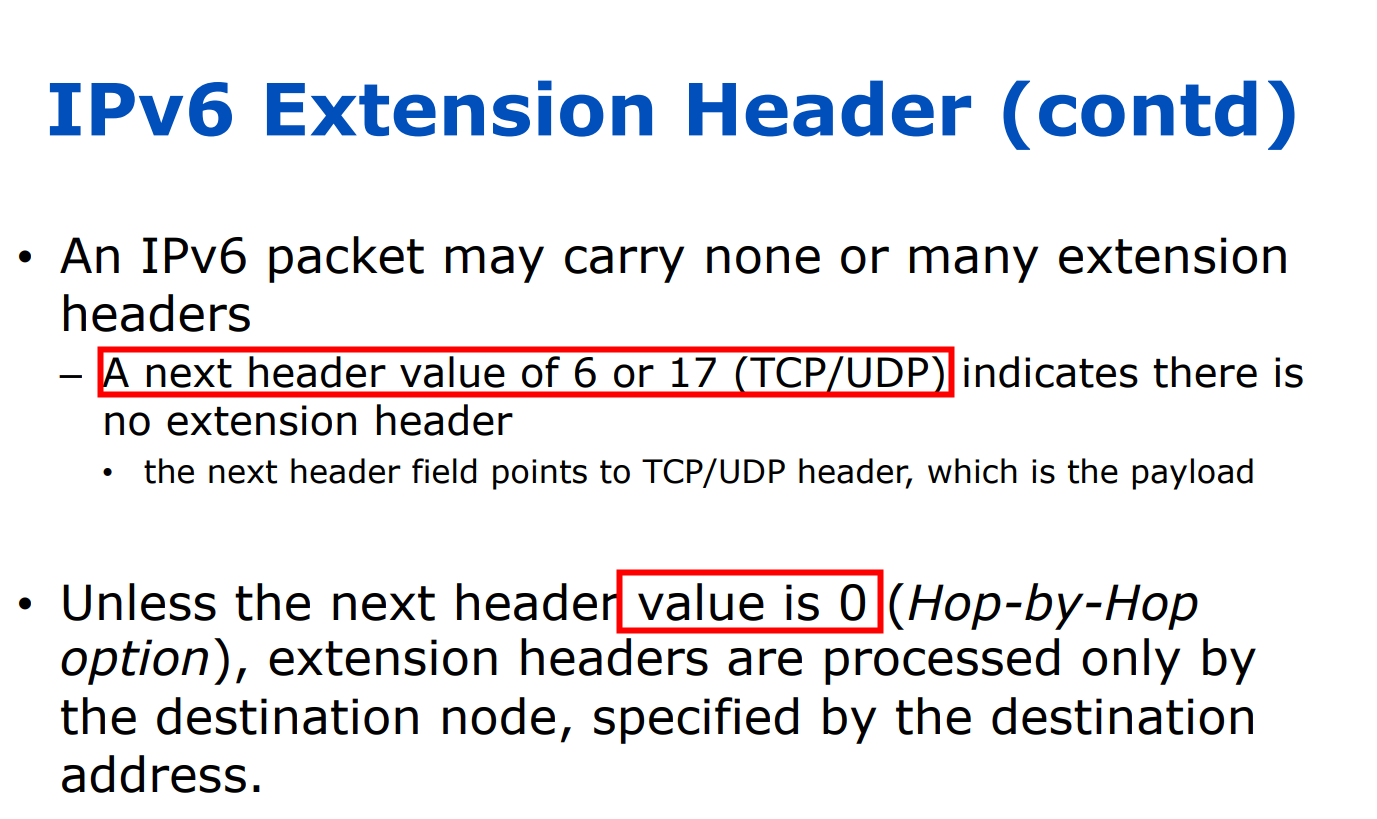 IPv6 Extension Header (contd)
• An IPv6 packet may carry none or many extension
headers
– A next header value of 6 or 17 (TCP/UDP) indicates there is
no extension header
• the next header field points to TCP/UDP header, which is the payload
• Unless the next header value is 0 (Hop-by-Hop
option), extension headers are processed only by
the destination node, specified by the destination
address.